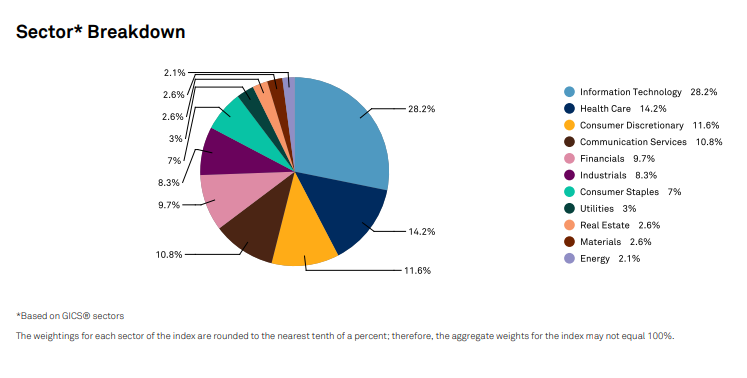 Sector* Breakdown
2.1%
2.6%
2.6%
3%
7%
8.3%
9.7%
10.8%
28.2%
14.2%
11.6%
Information Technology 28.2%
Health Care 14.2%
Consumer Discretionary 11.6%
Communication Services 10.8%
Financials 9.7%
Industrials 8.3%
Consumer Staples 7%
Utilities 3%
Real Estate 2.6%
Materials 2.6%
Energy 2.1%
*Based on GICS® sectors
The weightings for each sector of the index are rounded to the nearest tenth of a percent; therefore, the aggregate weights for the index may not equal 100%.